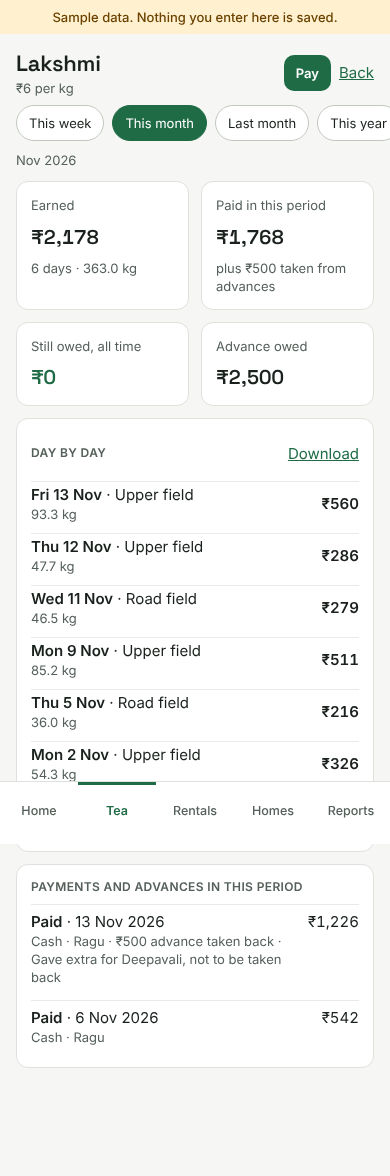 Sample data. Nothing you enter here is saved.
Lakshmi
₹6 per kg
Pay
Back
This week
This month
Last month
This year
Nov 2026
Earned
₹2,178
6 days · 363.0 kg
Paid in this period
₹1,768
plus ₹500 taken from
advances
Still owed, all time
₹0
Advance owed
₹2,500
DAY BY DAY
Download
Fri 13 Nov · Upper field
93.3 kg
₹560
Thu 12 Nov · Upper field
47.7 kg
₹286
Wed 11 Nov · Road field
46.5 kg
₹279
Mon 9 Nov · Upper field
85.2 kg
₹511
Thu 5 Nov · Road field
36.0 kg
₹216
Mon 2 Nov · Upper field
54.3 kg
₹326
Home
Tea
Rentals
Homes
Reports
PAYMENTS AND ADVANCES IN THIS PERIOD
Paid · 13 Nov 2026
₹1,226
Cash · Ragu · ₹500 advance taken back ·
Gave extra for Deepavali, not to be taken
back
Paid · 6 Nov 2026
₹542
Cash · Ragu